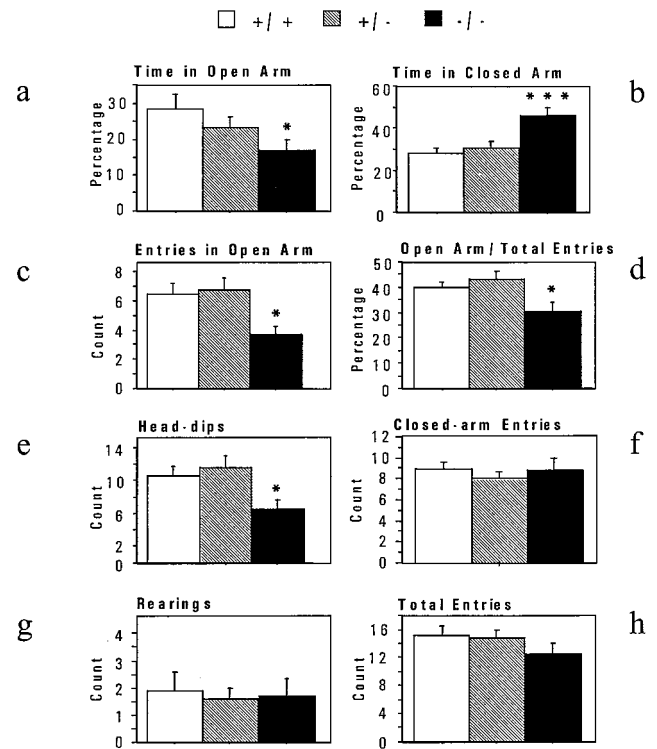 +/+ +/- -/-
a
Time in Open Arm
Percentage
30
20
10
0
*
Time in Closed Arm
b
Percentage
60
40
20
0
* * *
c
Entries in Open Arm
Count
8
6
4
2
0
*
Open Arm/Total Entries
d
Percentage
50
40
30
20
10
0
*
e
Head-dips
Count
14
10
6
2
0
*
Closed-arm Entries
f
Count
12
10
8
6
4
2
0
g
Rearings
Count
4
3
2
1
0
Total Entries
h
Count
16
12
8
4
0